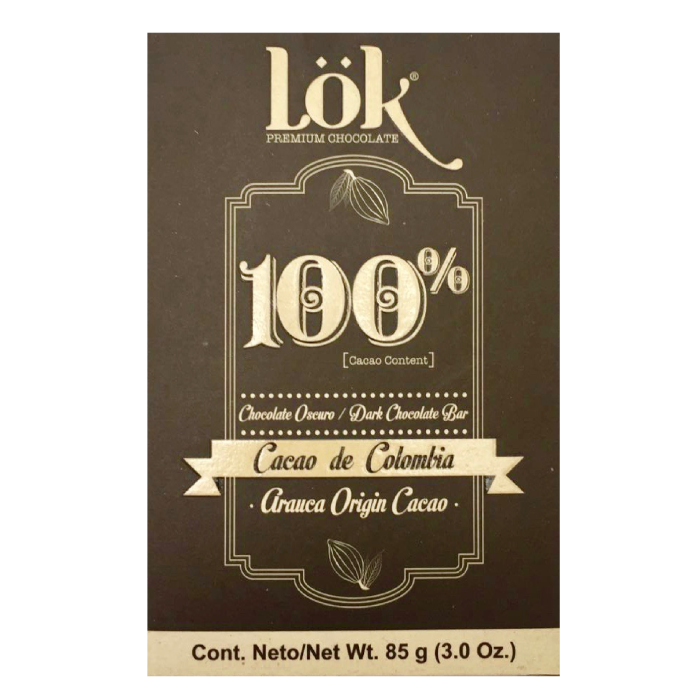 Lök®
PREMIUM CHOCOLATE
100%
[Cacao Content]
Chocolate Oscuro / Dark Chocolate Bar
Cacao de Colombia
· Arauca Origin Cacao ·
Cont. Neto/Net Wt. 85 g (3.0 Oz.)